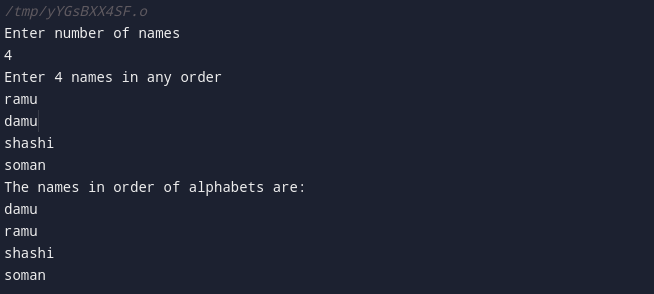 /tmp/yYGsBXX4SF.o
Enter number of names
4
Enter 4 names in any order
ramu
damu
shashi
soman
The names in order of alphabets are:
damu
ramu
shashi
soman